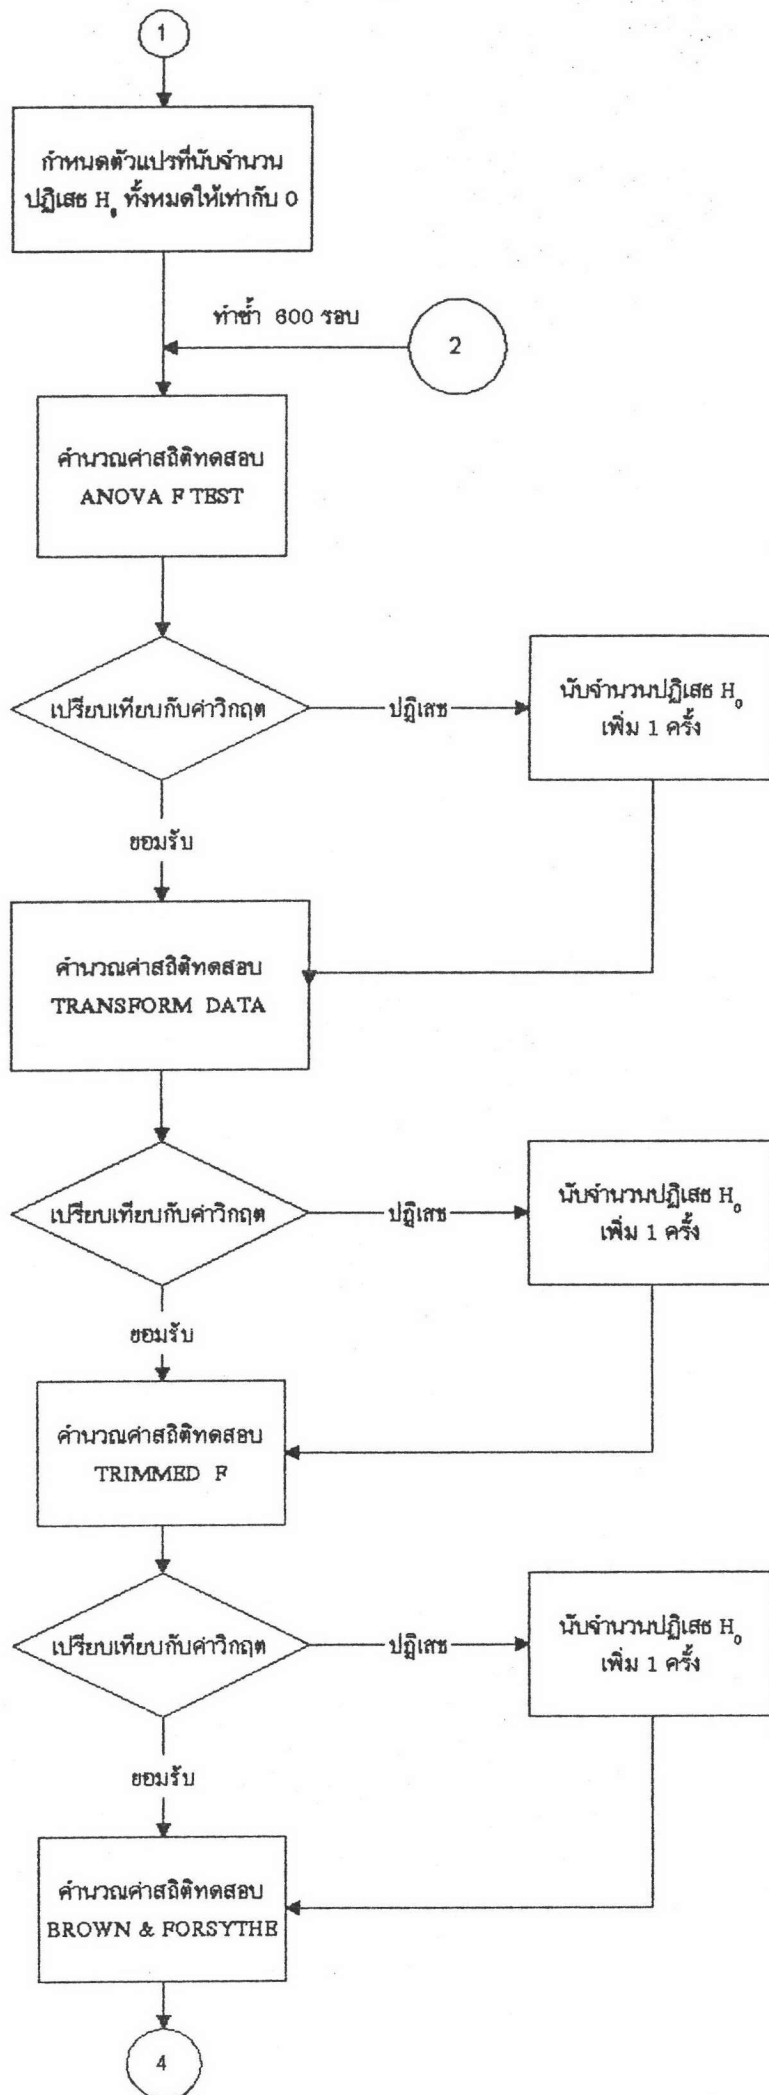 1
กำหนดตัวแปรที่นับจำนวน
ปฏิเสธ H₀ ทั้งหมดให้เท่ากับ 0
ทำซ้ำ 600 รอบ
2
คำนวณค่าสถิติทดสอบ
ANOVA F TEST
เปรียบเทียบกับค่าวิกฤต
ปฏิเสธ
นับจำนวนปฏิเสธ H₀
เพิ่ม 1 ครั้ง
ยอมรับ
คำนวณค่าสถิติทดสอบ
TRANSFORM DATA
เปรียบเทียบกับค่าวิกฤต
ปฏิเสธ
นับจำนวนปฏิเสธ H₀
เพิ่ม 1 ครั้ง
ยอมรับ
คำนวณค่าสถิติทดสอบ
TRIMMED F
เปรียบเทียบกับค่าวิกฤต
ปฏิเสธ
นับจำนวนปฏิเสธ H₀
เพิ่ม 1 ครั้ง
ยอมรับ
คำนวณค่าสถิติทดสอบ
BROWN & FORSYTHE
4